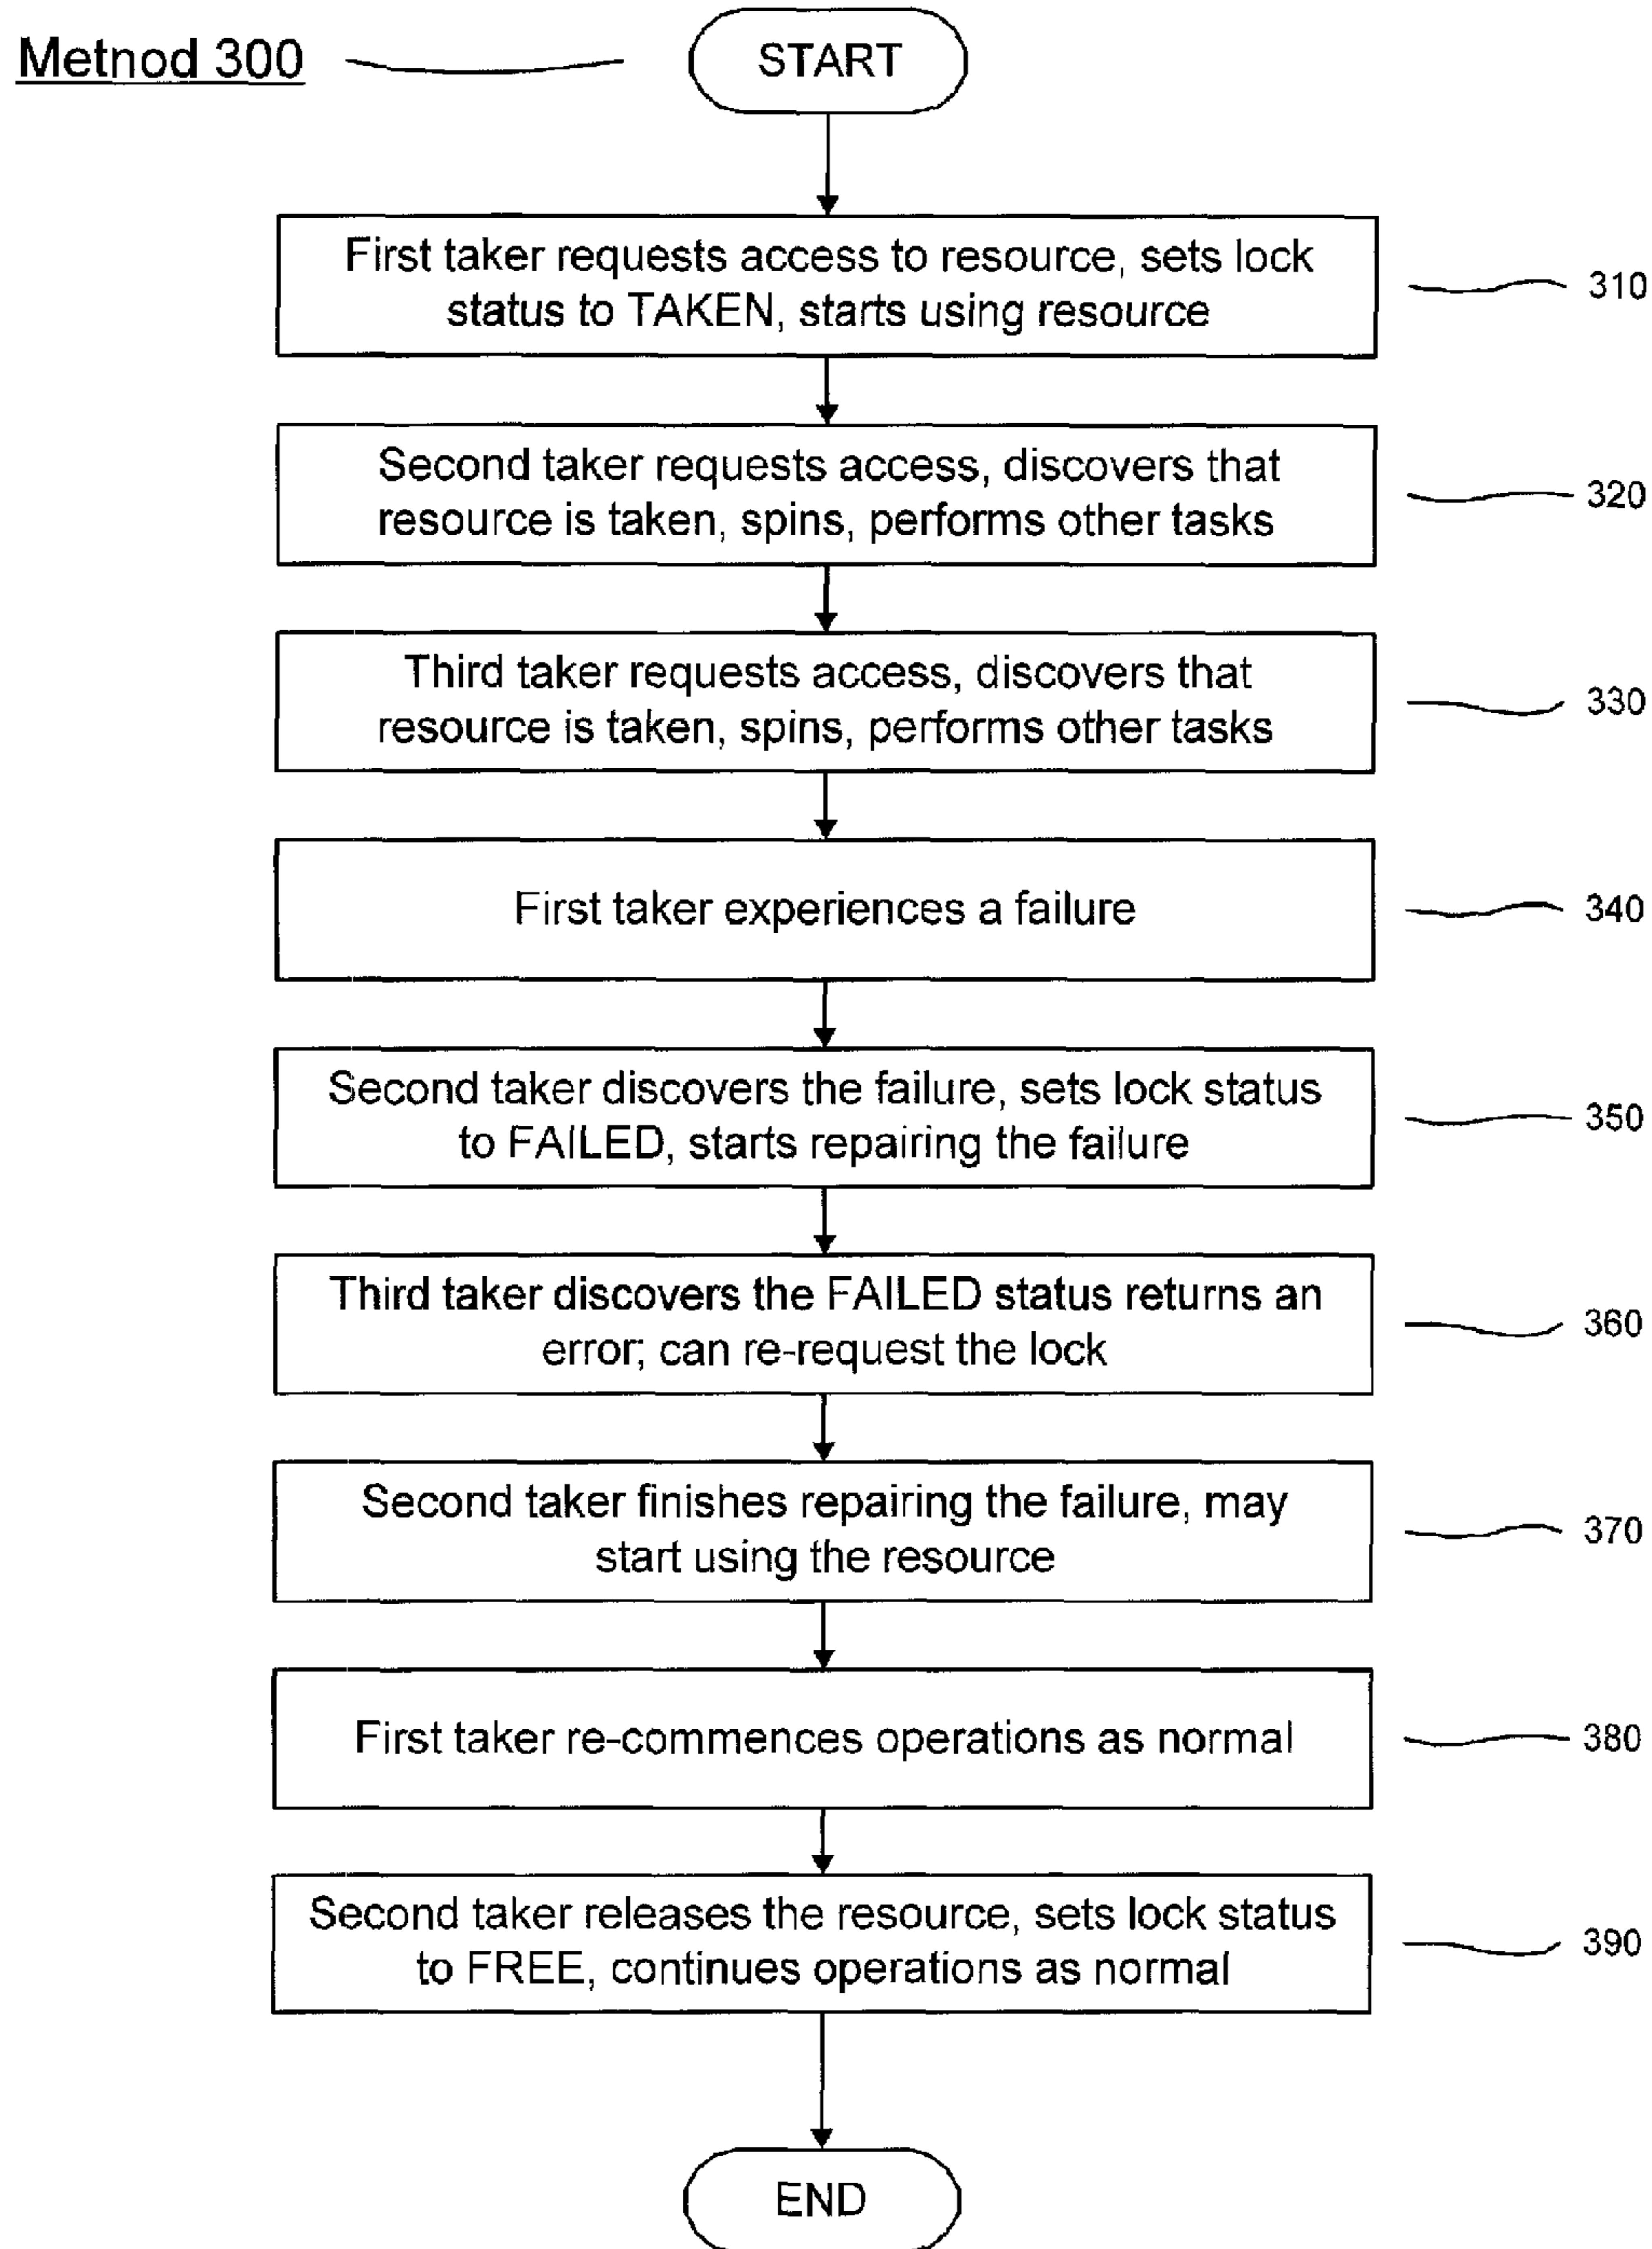 Metnod 300
START
First taker requests access to resource, sets lock
status to TAKEN, starts using resource
310
Second taker requests access, discovers that
resource is taken, spins, performs other tasks
320
Third taker requests access, discovers that
resource is taken, spins, performs other tasks
330
First taker experiences a failure
340
Second taker discovers the failure, sets lock status
to FAILED, starts repairing the failure
350
Third taker discovers the FAILED status returns an
error; can re-request the lock
360
Second taker finishes repairing the failure, may
start using the resource
370
First taker re-commences operations as normal
380
Second taker releases the resource, sets lock status
to FREE, continues operations as normal
390
END